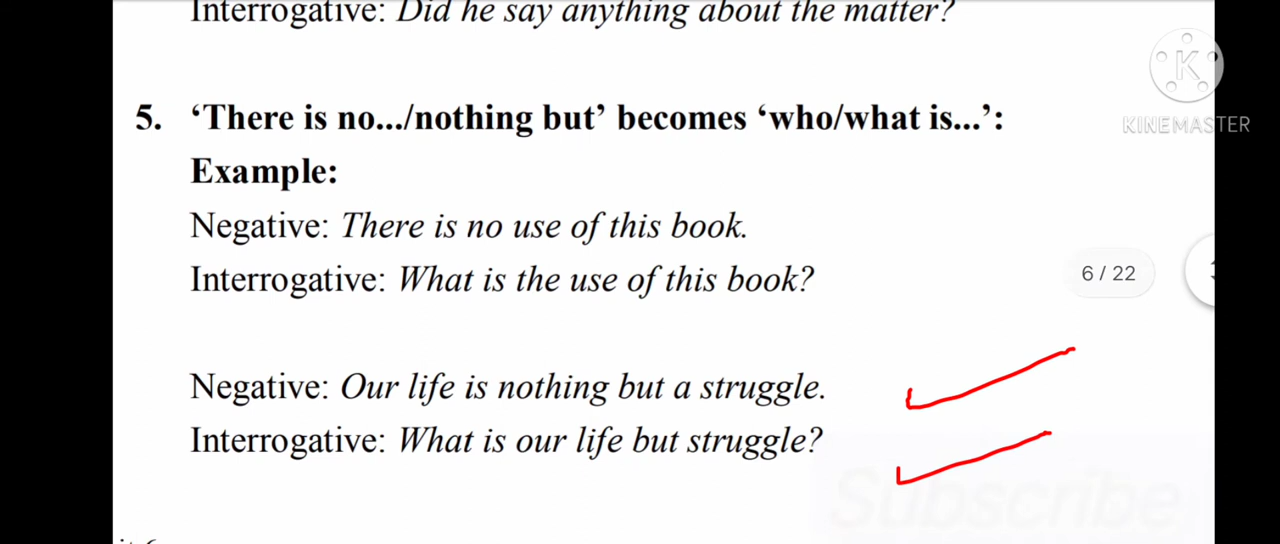 Interrogative: Did he say anything about the matter?
KINEMASTER
5. ‘There is no.../nothing but’ becomes ‘who/what is...’:
Example:
Negative: There is no use of this book.
Interrogative: What is the use of this book?
6 / 22
Negative: Our life is nothing but a struggle.
Interrogative: What is our life but struggle?
Subscribe